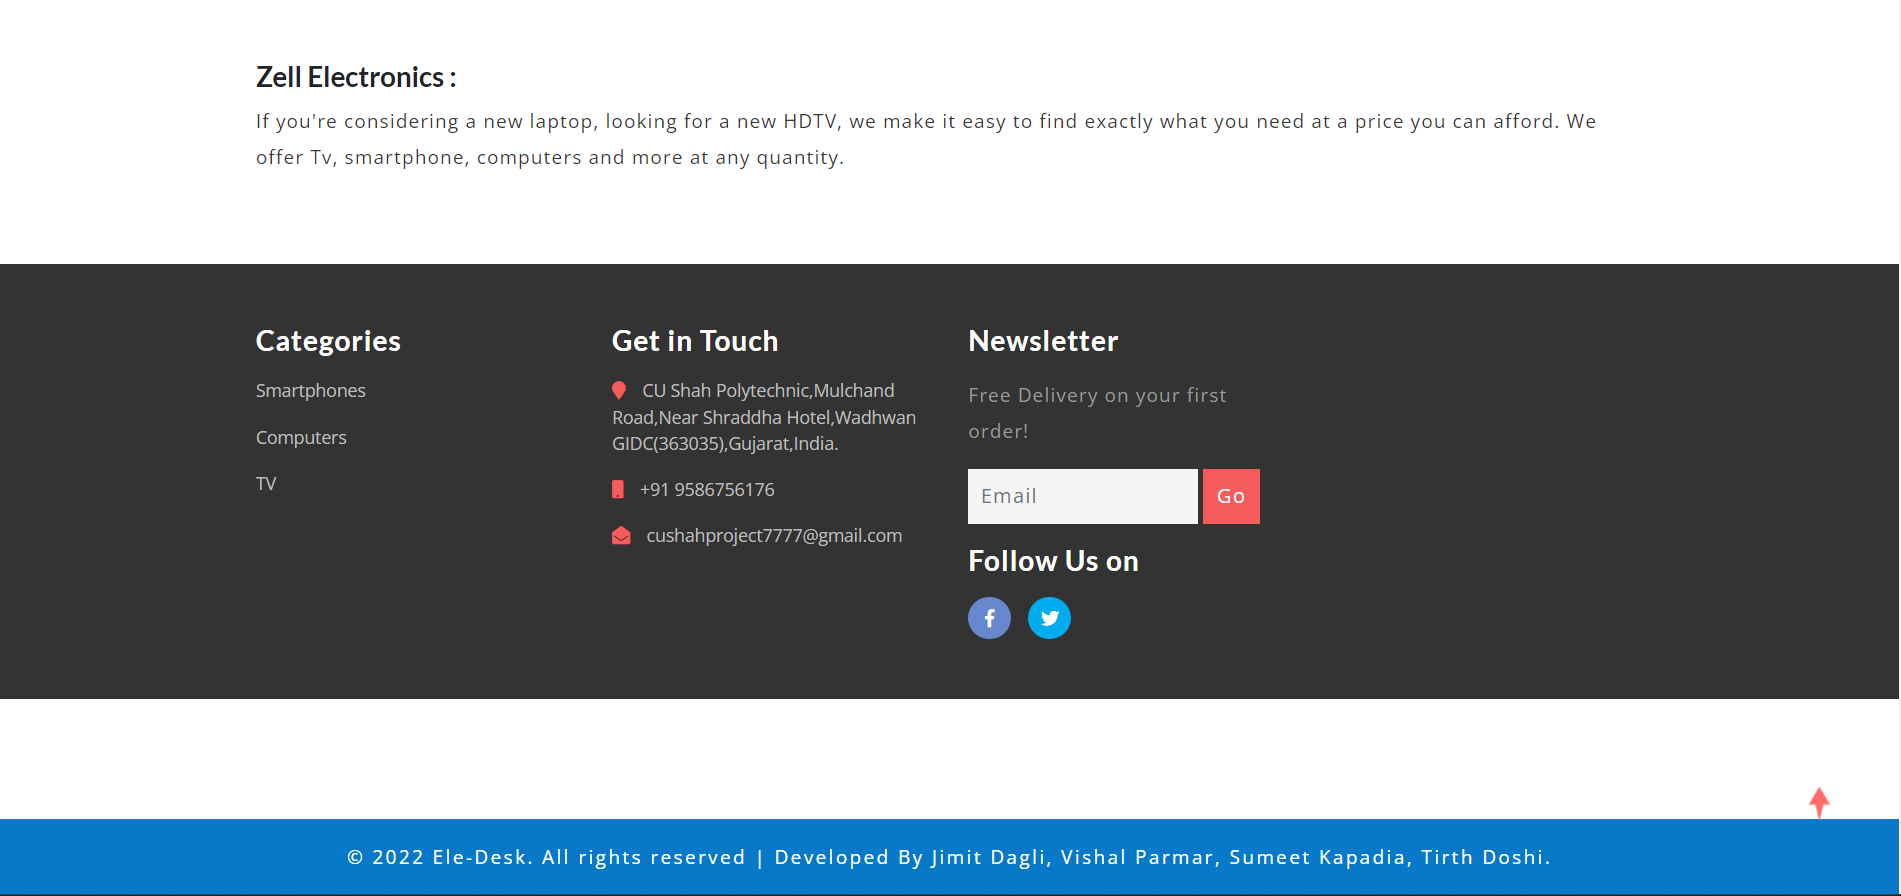 Zell Electronics :
If you're considering a new laptop, looking for a new HDTV, we make it easy to find exactly what you need at a price you can afford. We
offer Tv, smartphone, computers and more at any quantity.
Categories
Smartphones
Computers
TV
Get in Touch
CU Shah Polytechnic,Mulchand
Road,Near Shraddha Hotel,Wadhwan
GIDC(363035),Gujarat,India.
+91 9586756176
cushahproject7777@gmail.com
Newsletter
Free Delivery on your first
order!
Email
Go
Follow Us on
© 2022 Ele-Desk. All rights reserved | Developed By Jimit Dagli, Vishal Parmar, Sumeet Kapadia, Tirth Doshi.